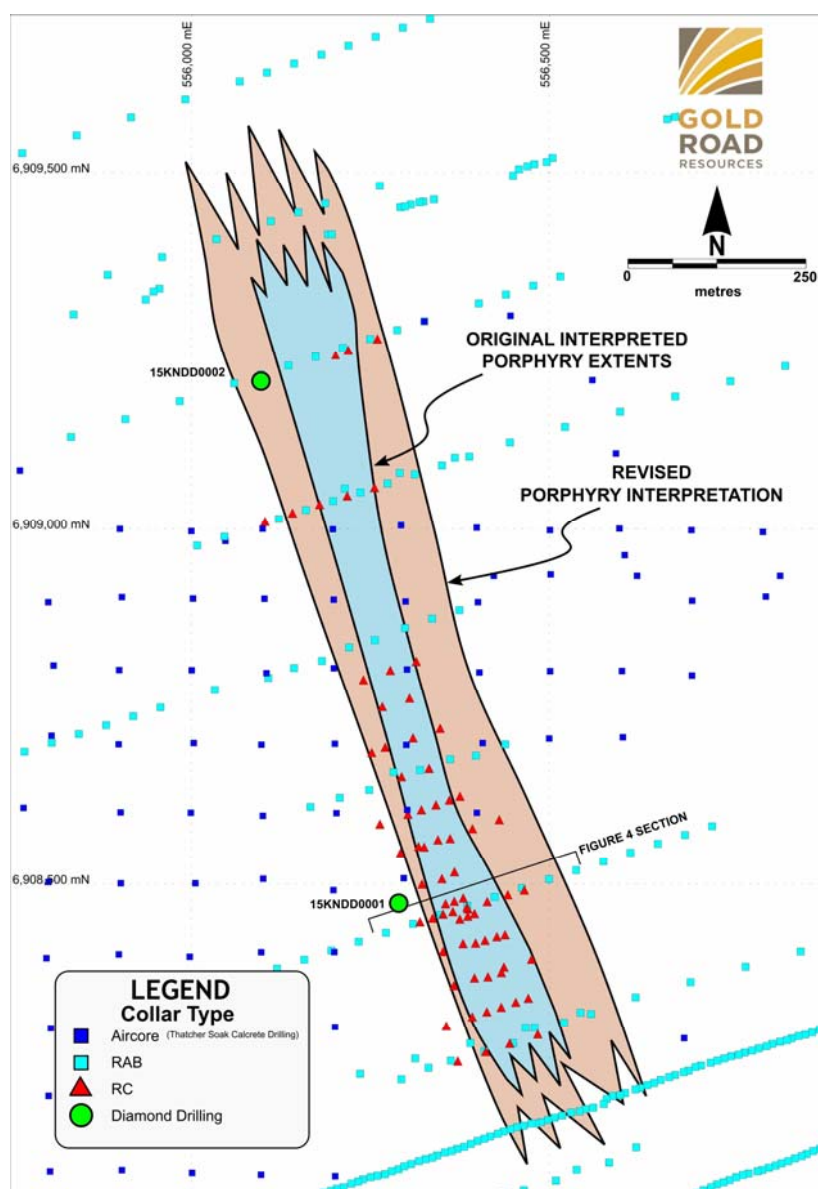 556,000 mE
556,500 mE
GOLD
ROAD
RESOURCES
6,909,500 mN
N
0
250
metres
ORIGINAL INTERPRETED
PORPHYRY EXTENTS
15KNDD0002
REVISED
PORPHYRY INTERPRETATION
6,909,000 mN
FIGURE 4 SECTION
6,908,500 mN
15KNDD0001
LEGEND
Collar Type
Aircore (Thatcher Soak Calcrete Drilling)
RAB
RC
Diamond Drilling